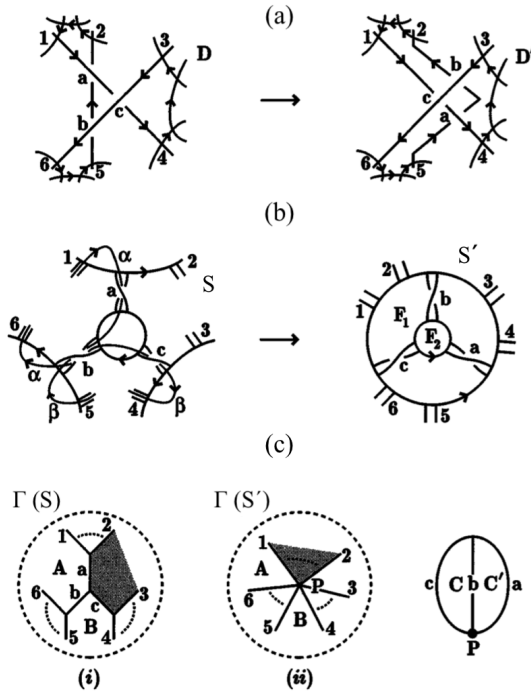 (a)
1 2 3 D
a
b c
6 5 4
1 2 b 3 D'
c
a
6 5 4
(b)
1 α 2 S
a
6 3
b c
α 5 4 β
β
S′
2 3
1 F₁ b 4
F₂
c a
6 5
(c)
Γ (S)
1 2
A a
6 b 3
c
B
5 4
(i)
Γ (S′)
1 2
A
P
6 3
B
5 4
(ii)
c C b C′ a
P